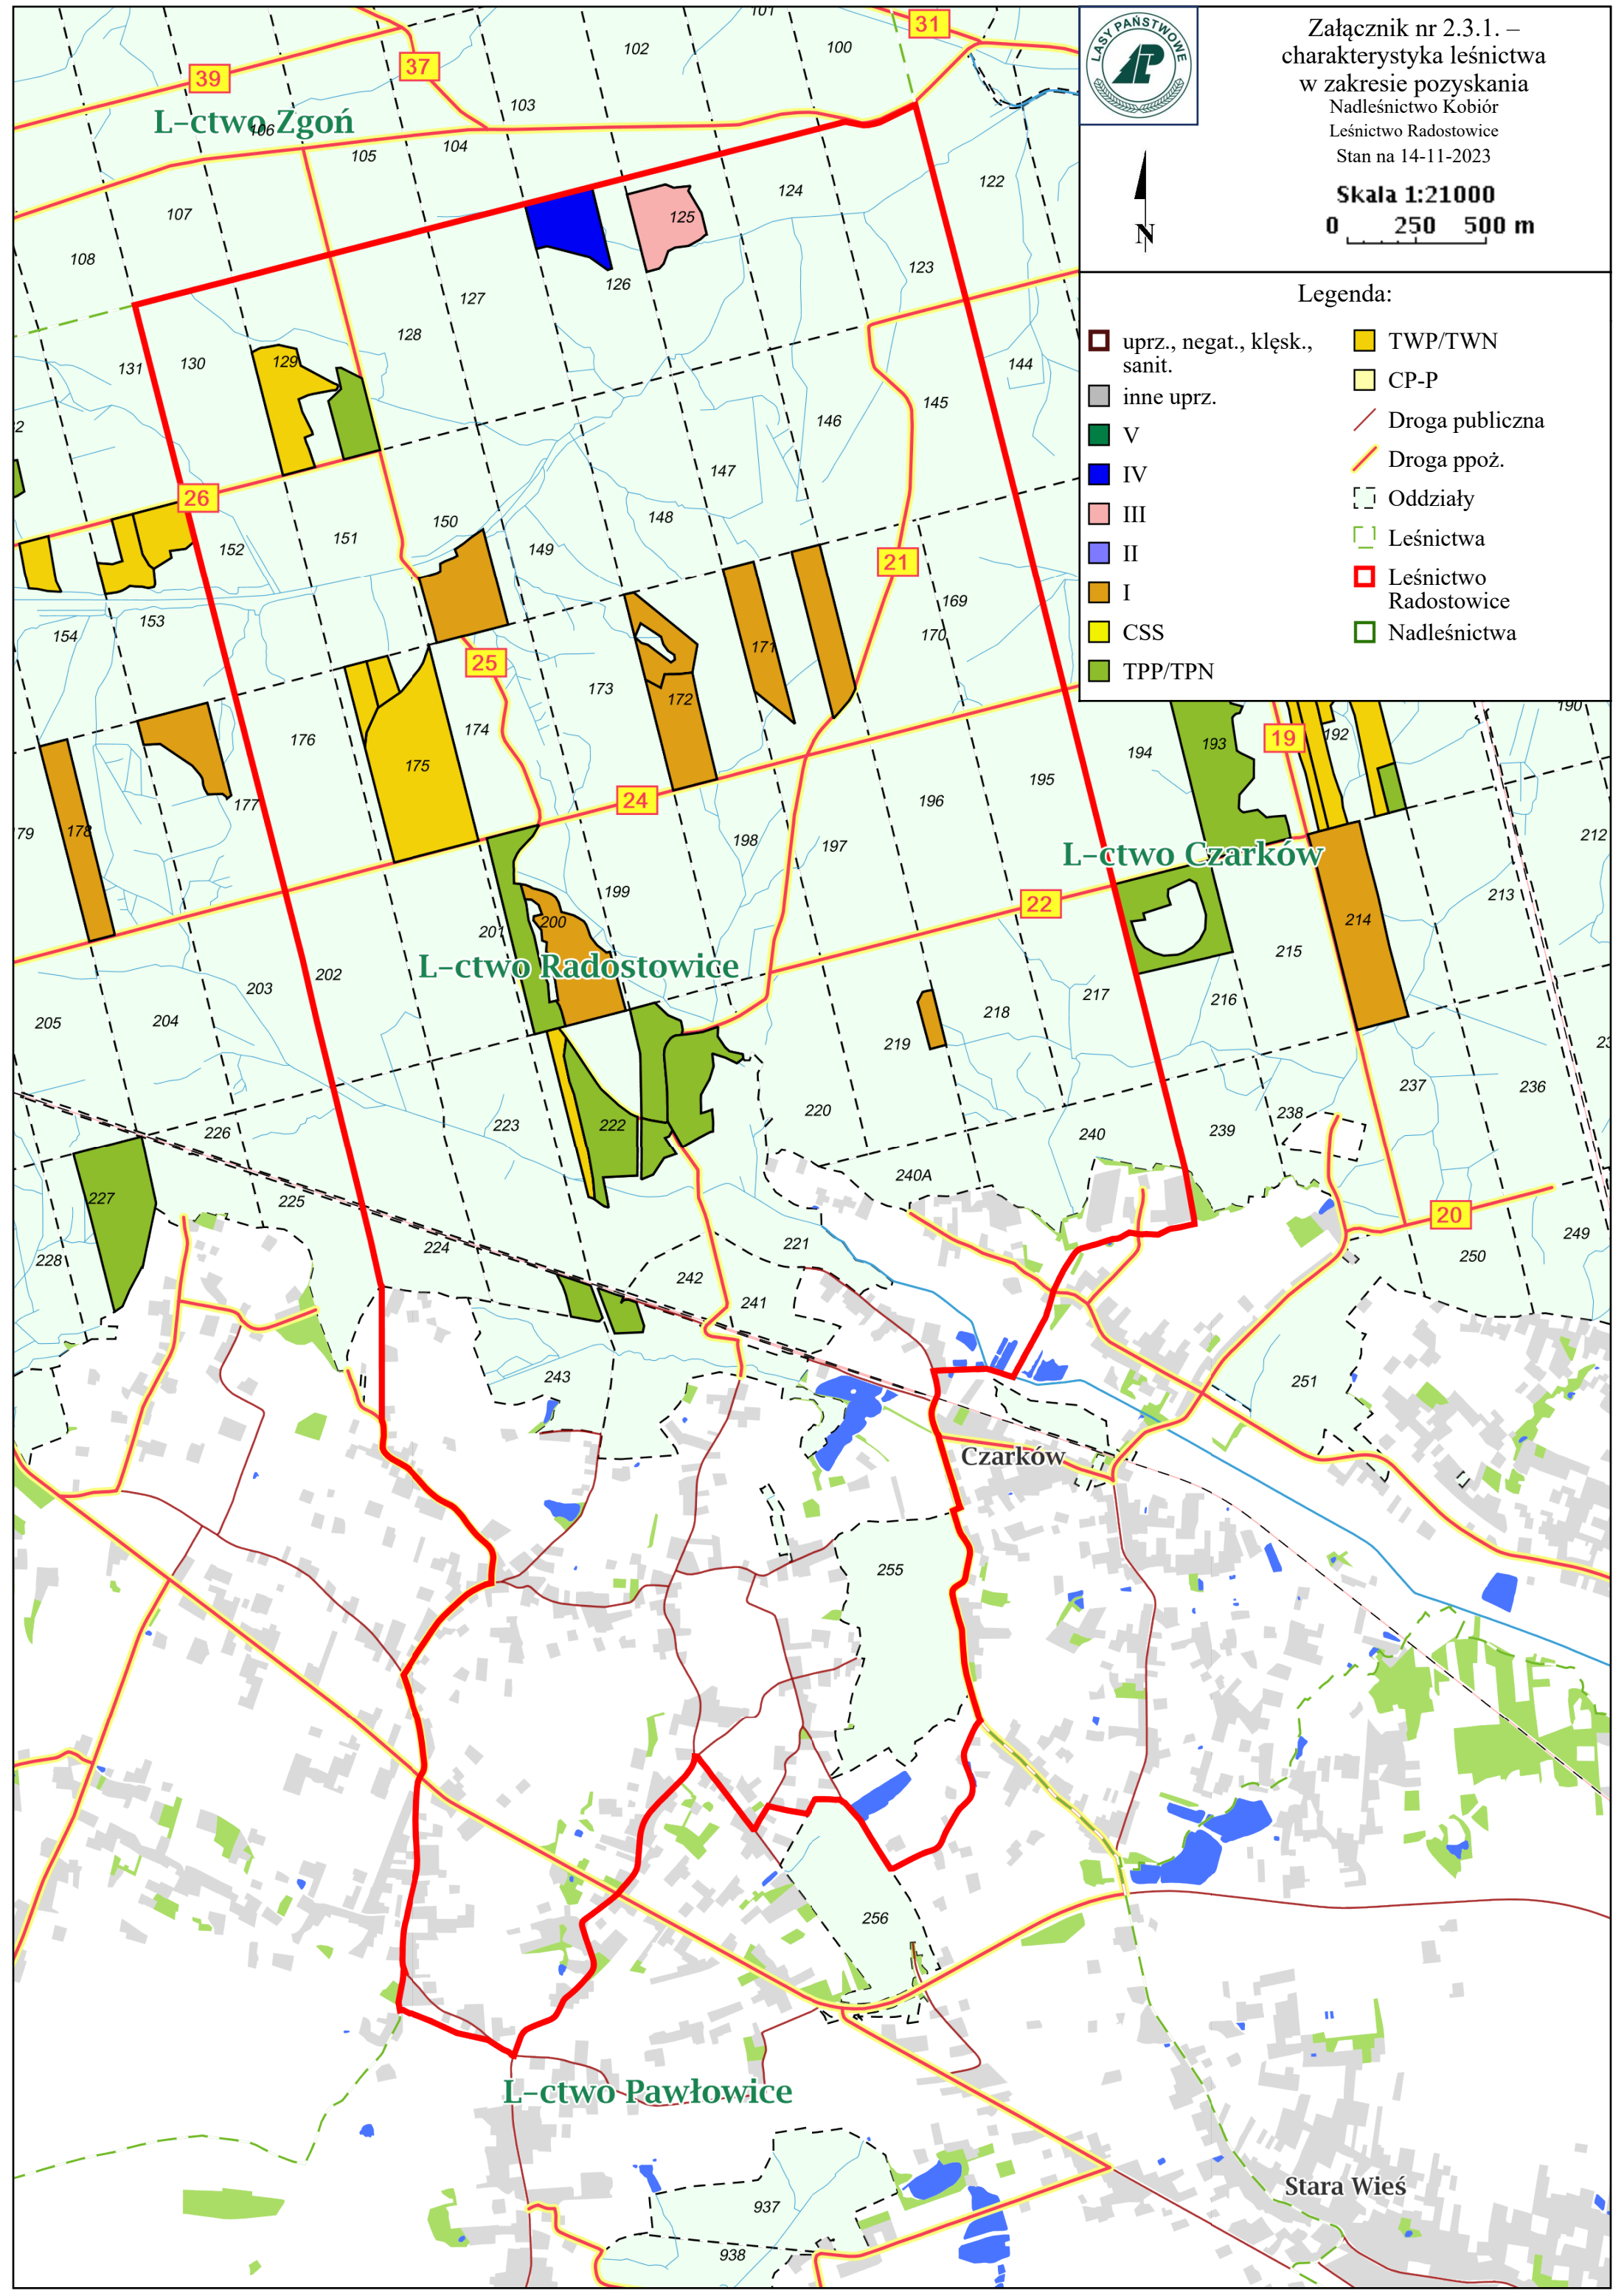 LASY PAŃSTWOWE
Załącznik nr 2.3.1. –
charakterystyka leśnictwa
w zakresie pozyskania
Nadleśnictwo Kobiór
Leśnictwo Radostowice
Stan na 14-11-2023
Skala 1:21000
0 250 500 m
N
Legenda:
uprz., negat., klęsk.,
sanit.
inne uprz.
V
IV
III
II
I
CSS
TPP/TPN
TWP/TWN
CP-P
Droga publiczna
Droga ppoż.
Oddziały
Leśnictwa
Leśnictwo
Radostowice
Nadleśnictwa
101
31
102
100
37
39
103
L-ctwo Zgoń
106
104
105
124
122
107
125
108
123
126
127
128
129
130
131
144
145
146
26
147
148
150
151
149
152
21
169
153
154
170
171
25
173
172
174
176
175
190
192
19
193
194
195
24
196
177
178
79
198
197
212
L-ctwo Czarków
199
213
22
200
214
201
215
L-ctwo Radostowice
202
203
217
216
218
204
205
219
237
236
220
238
223
222
226
239
240
240A
227
225
20
249
224
221
250
228
242
241
243
251
Czarków
255
256
L-ctwo Pawłowice
Stara Wieś
937
938